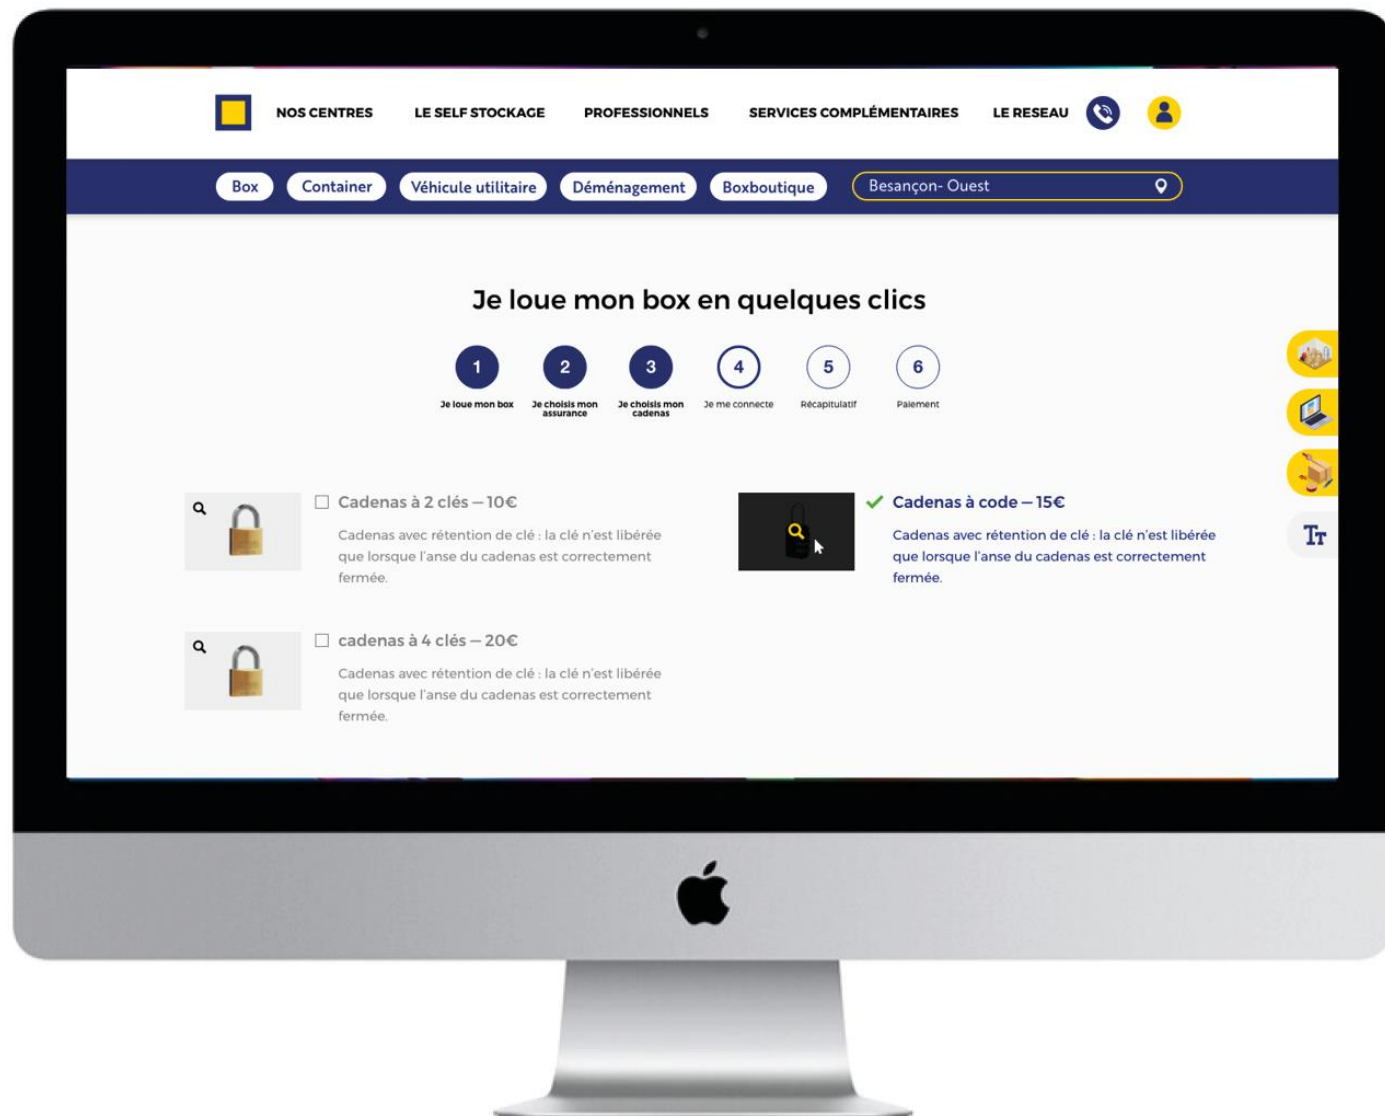 NOS CENTRES LE SELF STOCKAGE PROFESSIONNELS SERVICES COMPLÉMENTAIRES LE RESEAU
Box Container Véhicule utilitaire Déménagement Boxboutique Besançon- Ouest
Je loue mon box en quelques clics
1 2 3 4 5 6
Je loue mon box Je choisis mon assurance Je choisis mon cadenas Je me connecte Récapitulatif Paiement
Cadenas à 2 clés – 10€
Cadenas avec rétention de clé : la clé n'est libérée
que lorsque l'anse du cadenas est correctement
fermée.
Cadenas à code – 15€
Cadenas avec rétention de clé : la clé n'est libérée
que lorsque l'anse du cadenas est correctement
fermée.
Tт
cadenas à 4 clés – 20€
Cadenas avec rétention de clé : la clé n'est libérée
que lorsque l'anse du cadenas est correctement
fermée.